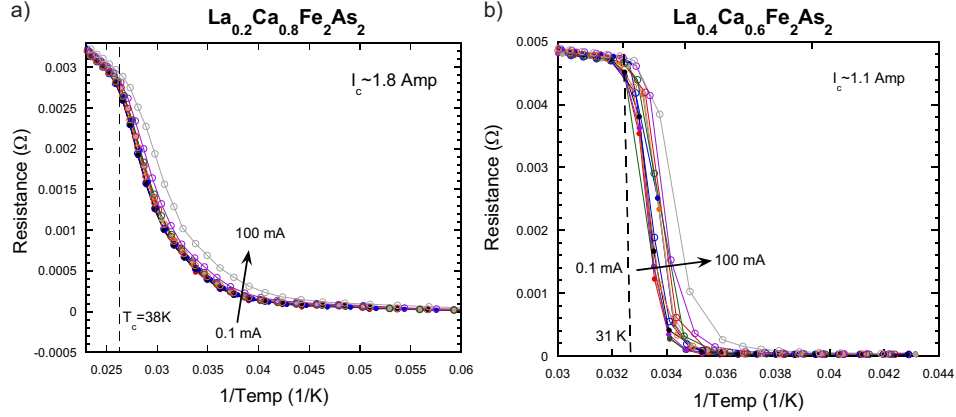 a)
La0.2Ca0.8Fe2As2
Ic~1.8 Amp
100 mA
0.1 mA
Tc=38K
Resistance (Ω)
0.003
0.0025
0.002
0.0015
0.001
0.0005
0
-0.0005
0.025 0.03 0.035 0.04 0.045 0.05 0.055 0.06
1/Temp (1/K)
b)
La0.4Ca0.6Fe2As2
Ic~1.1 Amp
0.1 mA
100 mA
31 K
Resistance (Ω)
0.005
0.004
0.003
0.002
0.001
0
0.03 0.032 0.034 0.036 0.038 0.04 0.042 0.044
1/Temp (1/K)